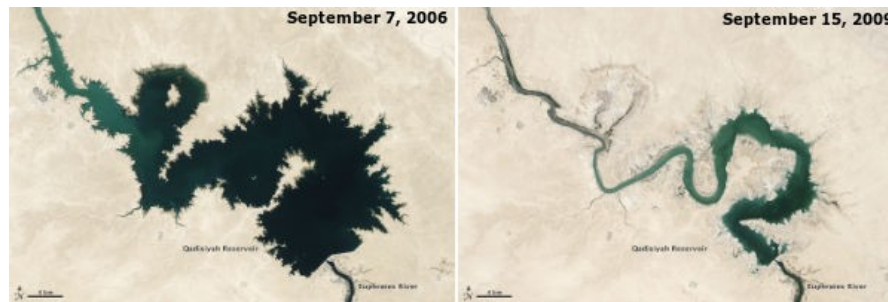 September 7, 2006
September 15, 2009
Qadisiyah Reservoir
Euphrates River
Qadisiyah Reservoir
Euphrates River